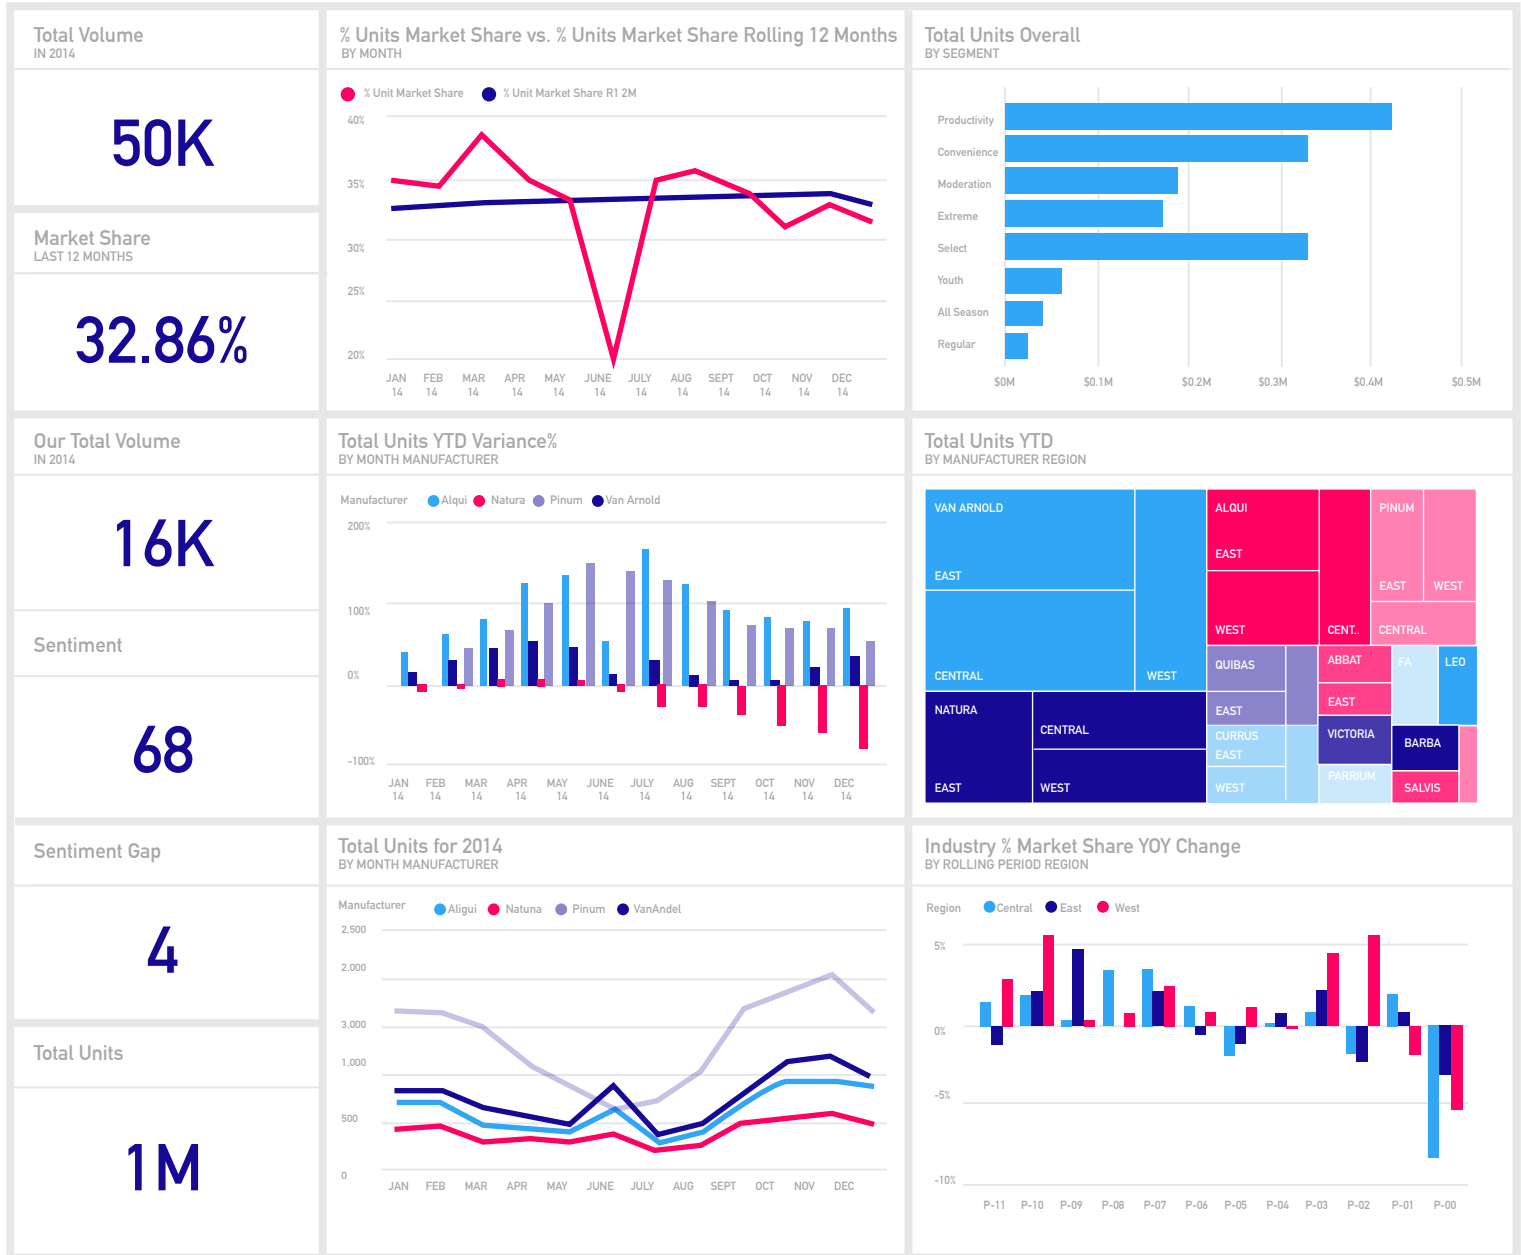 Total Volume
IN 2014
50K
Market Share
LAST 12 MONTHS
32.86%
Our Total Volume
IN 2014
16K
Sentiment
68
Sentiment Gap
4
Total Units
1M
% Units Market Share vs. % Units Market Share Rolling 12 Months
BY MONTH
% Unit Market Share % Unit Market Share R1 2M
40%
35%
30%
25%
20%
JAN FEB MAR APR MAY JUNE JULY AUG SEPT OCT NOV DEC
14 14 14 14 14 14 14 14 14 14 14 14
Total Units Overall
BY SEGMENT
Productivity
Convenience
Moderation
Extreme
Select
Youth
All Season
Regular
$0M $0.1M $0.2M $0.3M $0.4M $0.5M
Total Units YTD Variance%
BY MONTH MANUFACTURER
Manufacturer Alqui Natura Pinum Van Arnold
200%
100%
0%
-100%
JAN FEB MAR APR MAY JUNE JULY AUG SEPT OCT NOV DEC
14 14 14 14 14 14 14 14 14 14 14 14
Total Units YTD
BY MANUFACTURER REGION
VAN ARNOLD
EAST
CENTRAL
WEST
NATURA
EAST
CENTRAL
WEST
ALQUI
EAST
WEST
CENT..
PINUM
EAST
WEST
CENTRAL
QUIBAS
EAST
CURRUS
EAST
WEST
ABBAT
EAST
VICTORIA
PARRIUM
FA
LEO
BARBA
SALVIS
Total Units for 2014
BY MONTH MANUFACTURER
Manufacturer Aligui Natuna Pinum VanAndel
2,500
2,000
3,000
1,000
500
0
JAN FEB MAR APR MAY JUNE JULY AUG SEPT OCT NOV DEC
Industry % Market Share YOY Change
BY ROLLING PERIOD REGION
Region Central East West
5%
0%
-5%
-10%
P-11 P-10 P-09 P-08 P-07 P-06 P-05 P-04 P-03 P-02 P-01 P-00